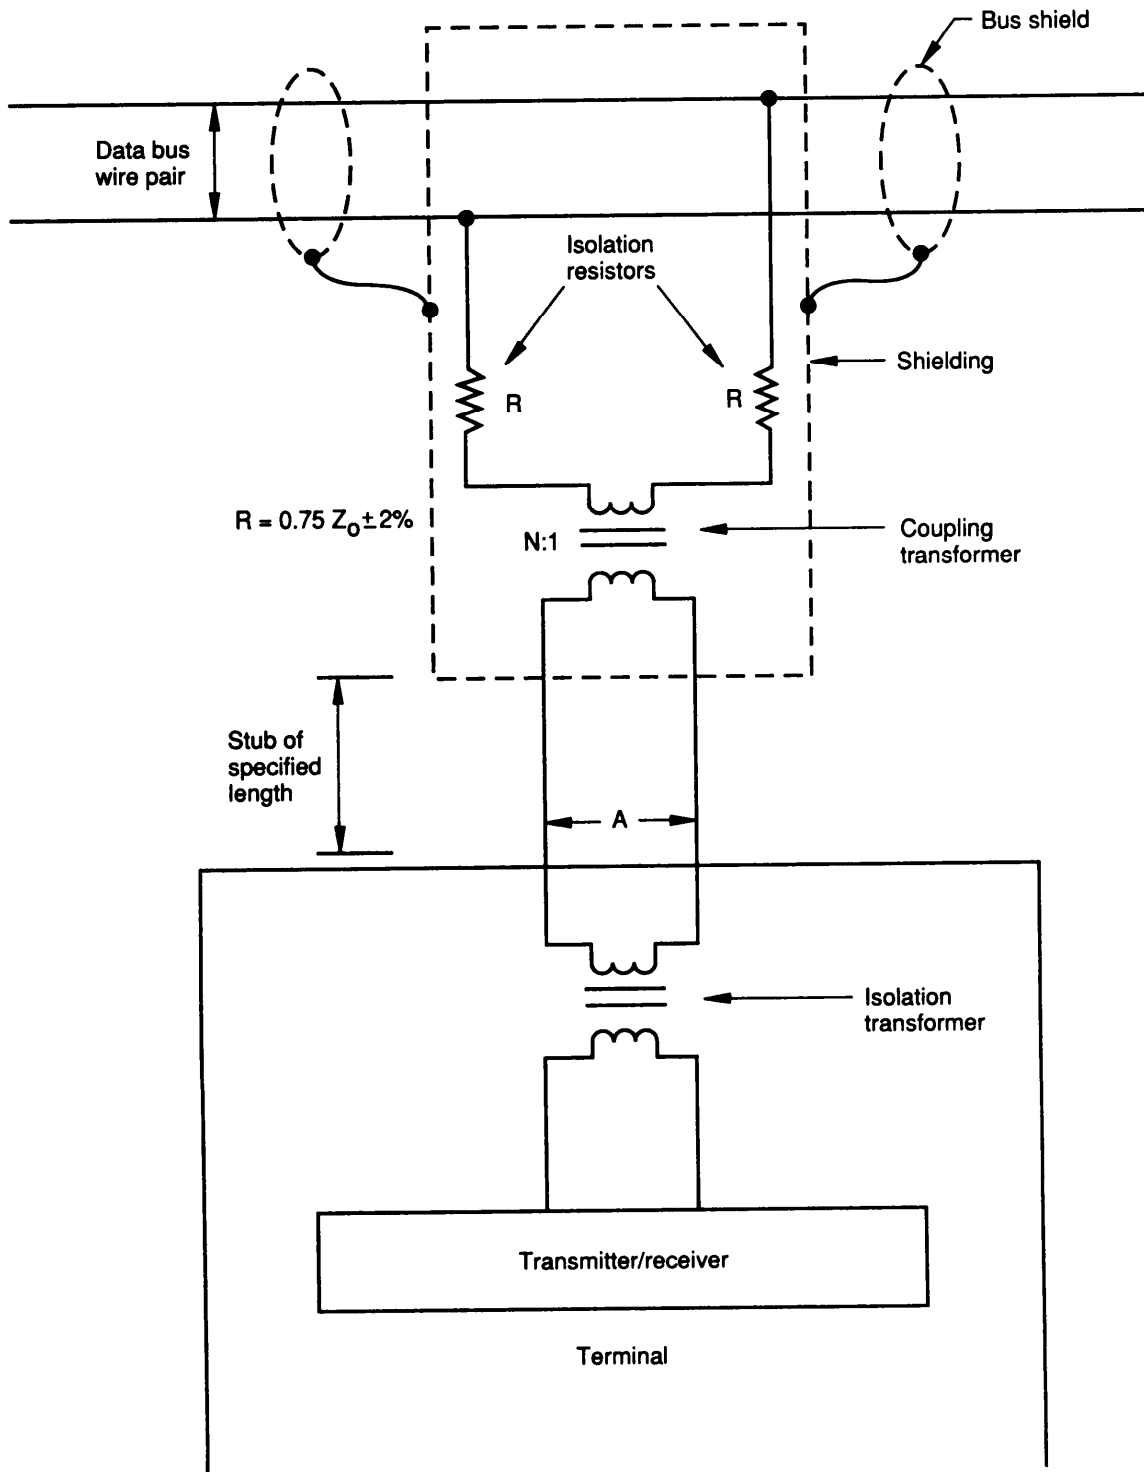 Bus shield
Data bus
wire pair
Isolation
resistors
Shielding
R
R
R = 0.75 Z₀ ± 2%
N:1
Coupling
transformer
Stub of
specified
length
A
Isolation
transformer
Transmitter/receiver
Terminal